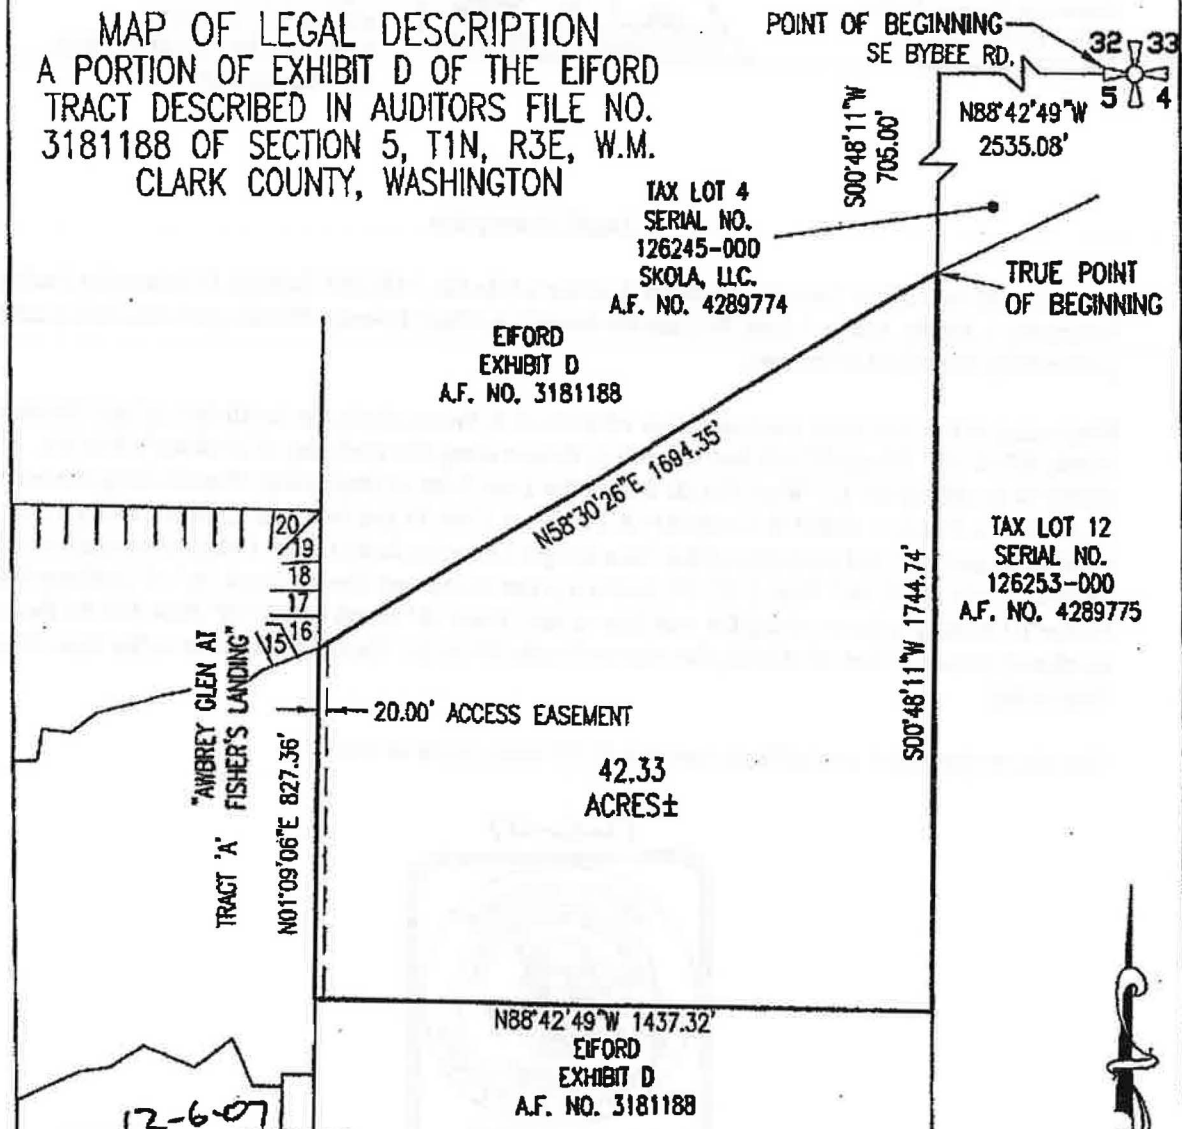 MAP OF LEGAL DESCRIPTION
A PORTION OF EXHIBIT D OF THE EIFORD
TRACT DESCRIBED IN AUDITORS FILE NO.
3181188 OF SECTION 5, T1N, R3E, W.M.
CLARK COUNTY, WASHINGTON
POINT OF BEGINNING
SE BYBEE RD.
32 33
5 4
N88°42'49"W
2535.08'
S00°48'11"W
705.00'
TAX LOT 4
SERIAL NO.
126245-000
SKOLA, LLC.
A.F. NO. 4289774
TRUE POINT
OF BEGINNING
EIFORD
EXHIBIT D
A.F. NO. 3181188
N58°30'26"E 1694.35'
20
19
18
17
16
15
TAX LOT 12
SERIAL NO.
126253-000
A.F. NO. 4289775
S00°48'11"W 1744.74'
"AWBREY GLEN AT
FISHER'S LANDING"
TRACT 'A'
N01°09'06"E 827.36'
20.00' ACCESS EASEMENT
42.33
ACRES±
N88°42'49"W 1437.32'
EIFORD
EXHIBIT D
A.F. NO. 3181188
12-6-07